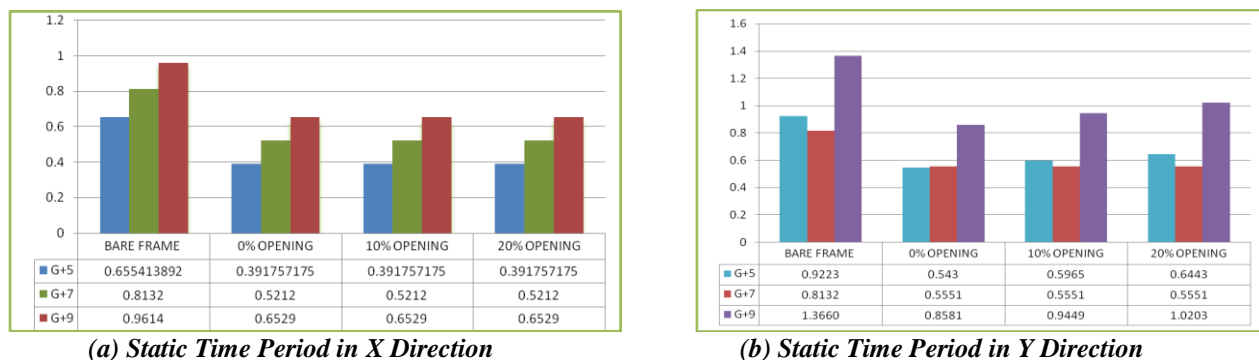 1.2
1
0.8
0.6
0.4
0.2
0
BARE FRAME 0% OPENING 10% OPENING 20% OPENING
G+5 0.655413892 0.391757175 0.391757175 0.391757175
G+7 0.8132 0.5212 0.5212 0.5212
G+9 0.9614 0.6529 0.6529 0.6529
(a) Static Time Period in X Direction
1.6
1.4
1.2
1
0.8
0.6
0.4
0.2
0
BARE FRAME 0% OPENING 10% OPENING 20% OPENING
G+5 0.9223 0.543 0.5965 0.6443
G+7 0.8132 0.5551 0.5551 0.5551
G+9 1.3660 0.8581 0.9449 1.0203
(b) Static Time Period in Y Direction